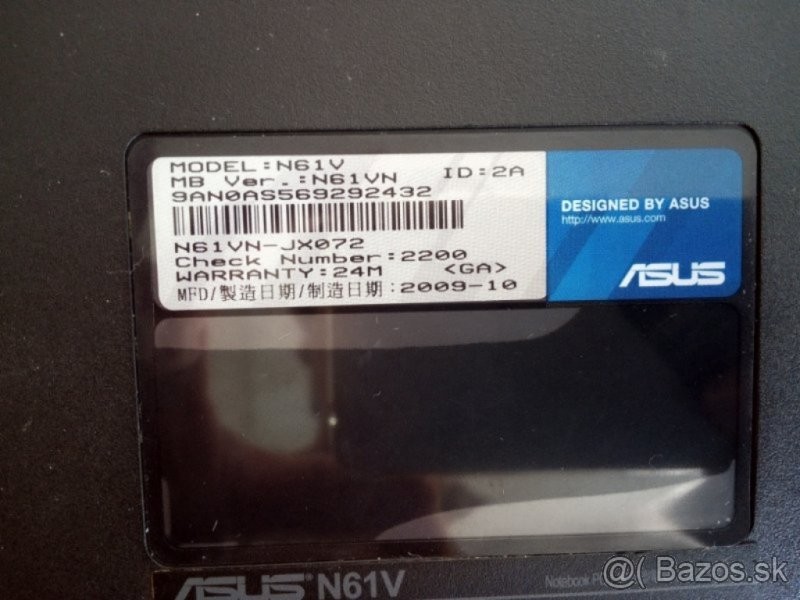 MODEL:N61V
MB Ver.:N61VN ID:2A
9AN0AS569292432
N61VN-JX072
Check Number:2200
WARRANTY:24M <GA>
MFD/製造日期/制造日期:2009-10
DESIGNED BY ASUS
http://www.asus.com
ASUS
ASUS® N61V
Notebook
@( Bazos.sk